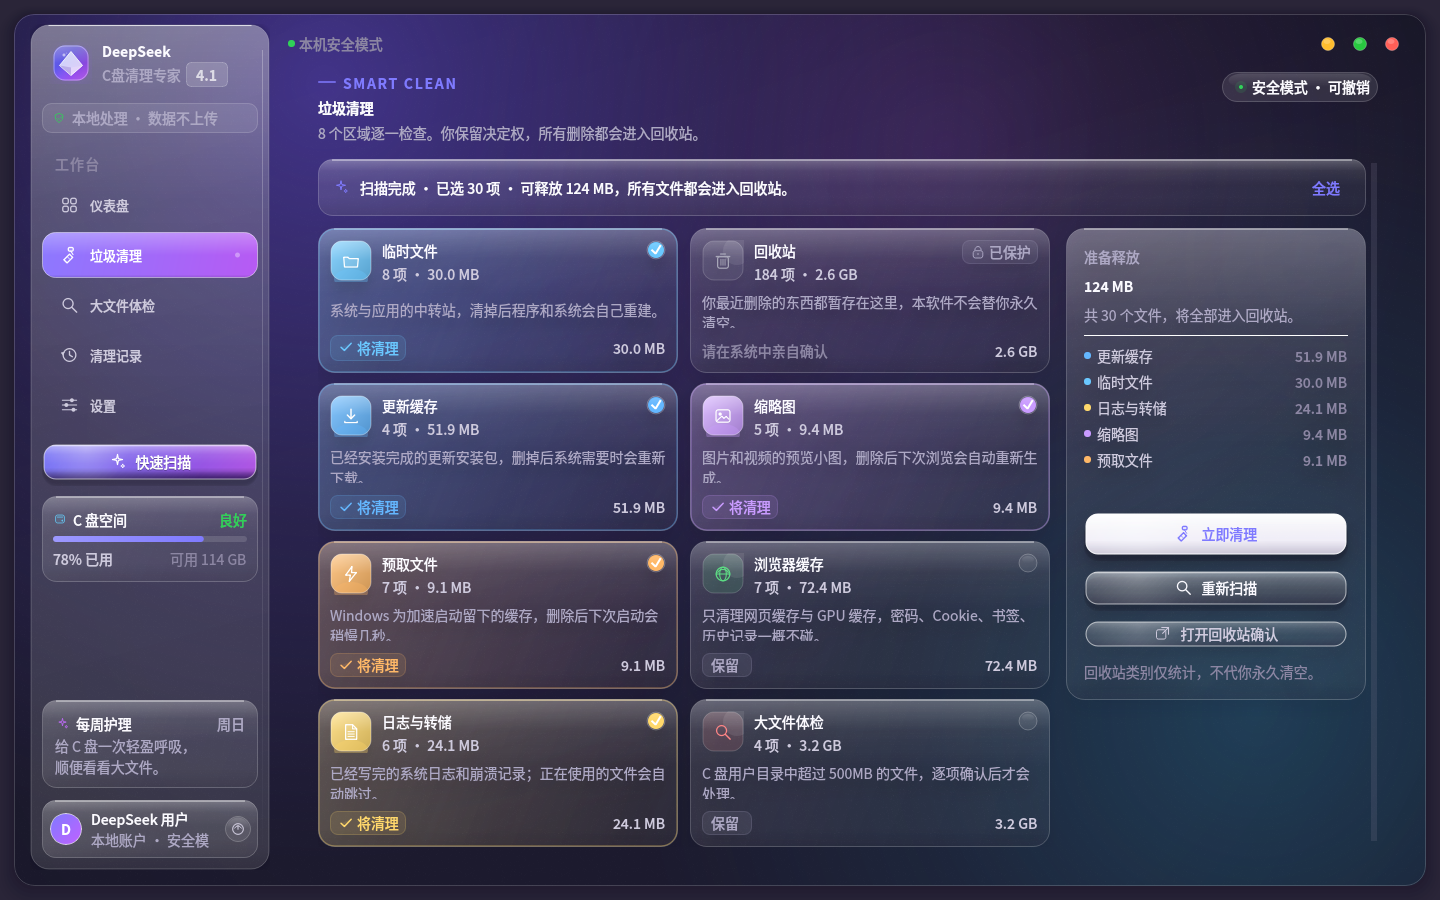 DeepSeek
C盘清理专家 4.1
本地处理 · 数据不上传
工作台
仪表盘
垃圾清理
大文件体检
清理记录
设置
快速扫描
C 盘空间 良好
78% 已用 可用 114 GB
每周护理 周日
给 C 盘一次轻盈呼吸，
顺便看看大文件。
D DeepSeek 用户
本地账户 · 安全模
本机安全模式
SMART CLEAN
垃圾清理
8 个区域逐一检查。你保留决定权，所有删除都会进入回收站。
安全模式 · 可撤销
扫描完成 · 已选 30 项 · 可释放 124 MB，所有文件都会进入回收站。 全选
临时文件
8 项 · 30.0 MB
系统与应用的中转站，清掉后程序和系统会自己重建。
将清理 30.0 MB
回收站 已保护
184 项 · 2.6 GB
你最近删除的东西都暂存在这里，本软件不会替你永久
清空。
请在系统中亲自确认 2.6 GB
更新缓存
4 项 · 51.9 MB
已经安装完成的更新安装包，删掉后系统需要时会重新
下载。
将清理 51.9 MB
缩略图
5 项 · 9.4 MB
图片和视频的预览小图，删除后下次浏览会自动重新生
成。
将清理 9.4 MB
预取文件
7 项 · 9.1 MB
Windows 为加速启动留下的缓存，删除后下次启动会
稍慢几秒。
将清理 9.1 MB
浏览器缓存
7 项 · 72.4 MB
只清理网页缓存与 GPU 缓存，密码、Cookie、书签、
历史记录一概不碰。
保留 72.4 MB
日志与转储
6 项 · 24.1 MB
已经写完的系统日志和崩溃记录；正在使用的文件会自
动跳过。
将清理 24.1 MB
大文件体检
4 项 · 3.2 GB
C 盘用户目录中超过 500MB 的文件，逐项确认后才会
处理。
保留 3.2 GB
准备释放
124 MB
共 30 个文件，将全部进入回收站。
更新缓存 51.9 MB
临时文件 30.0 MB
日志与转储 24.1 MB
缩略图 9.4 MB
预取文件 9.1 MB
立即清理
重新扫描
打开回收站确认
回收站类别仅统计，不代你永久清空。